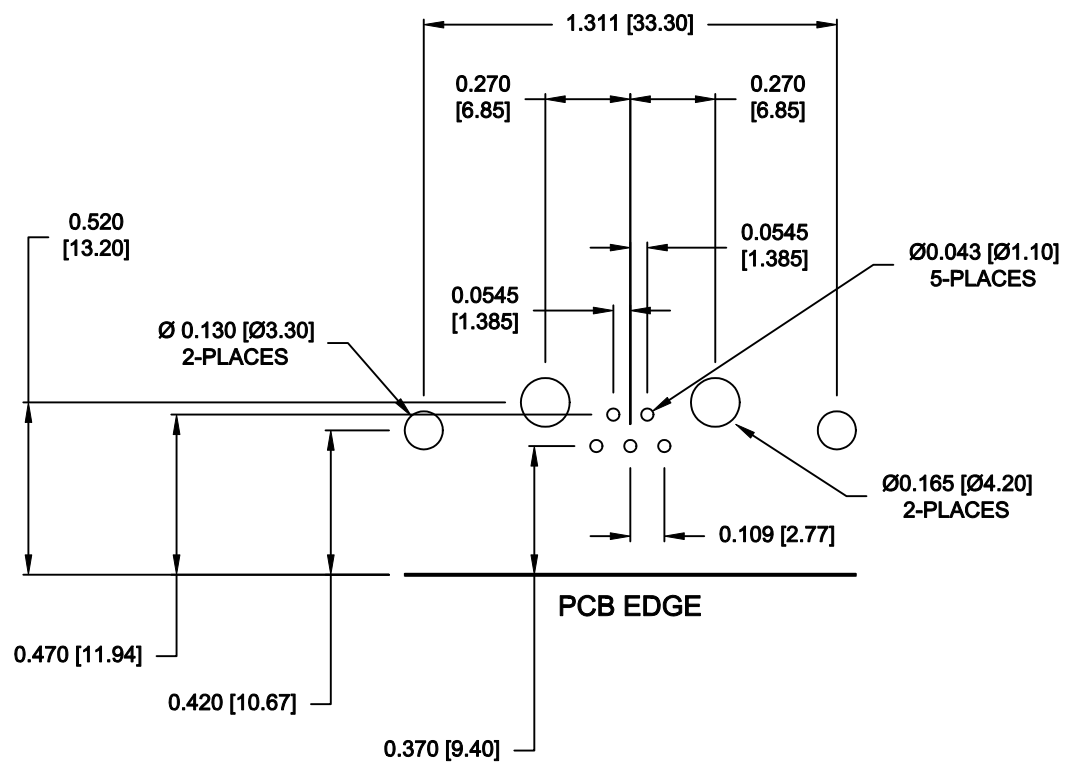 1.311 [33.30]
0.270
[6.85]
0.270
[6.85]
0.520
[13.20]
0.0545
[1.385]
Ø0.043 [Ø1.10]
5-PLACES
0.0545
[1.385]
Ø 0.130 [Ø3.30]
2-PLACES
Ø0.165 [Ø4.20]
2-PLACES
0.109 [2.77]
PCB EDGE
0.470 [11.94]
0.420 [10.67]
0.370 [9.40]